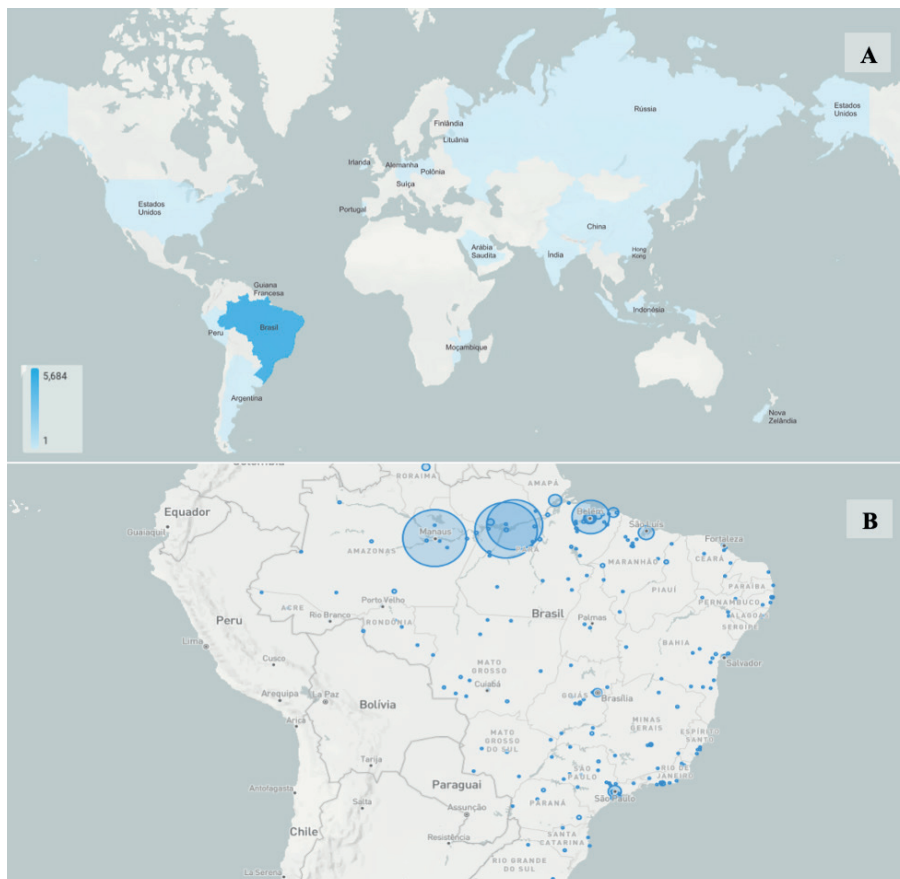 A
Estados
Unidos
Rússia
Finlândia
Lituânia
Irlanda
Alemanha
Polônia
Suíça
Portugal
Estados
Unidos
China
Hong
Kong
Arábia
Saudita
Índia
Guiana
Francesa
Brasil
Peru
Indonésia
Moçambique
Argentina
Nova
Zelândia
5,684
1
B
RORAIMA
AMAPÁ
Equador
Guaiaquil
Manaus
Belém
São Luís
Fortaleza
AMAZONAS
MARANHÃO
CEARÁ
PIAUÍ
PARAÍBA
PERNAMBUCO
ALAGOAS
SERGIPE
ACRE
Porto Velho
Rio Branco
RONDÔNIA
Brasil
Palmas
Peru
Lima
BAHIA
Salvador
Cusco
MATO
GROSSO
Cuiabá
Arequipa
La Paz
GOIÁS
Brasília
Bolívia
Arica
MINAS
GERAIS
ESPÍRITO
SANTO
MATO
GROSSO
DO SUL
Tarija
SÃO
PAULO
RIO DE
JANEIRO
Antofagasta
Paraguai
São Paulo
Salta
Assunção
PARANÁ
Chile
Resistência
SANTA
CATARINA
RIO GRANDE
DO SUL
La Serena